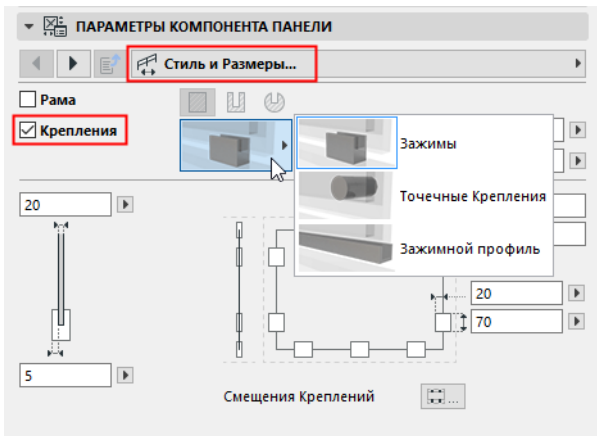 ПАРАМЕТРЫ КОМПОНЕНТА ПАНЕЛИ
Стиль и Размеры...
Рама
Крепления
Зажимы
Точечные Крепления
Зажимной профиль
20
20
70
5
Смещения Креплений
...